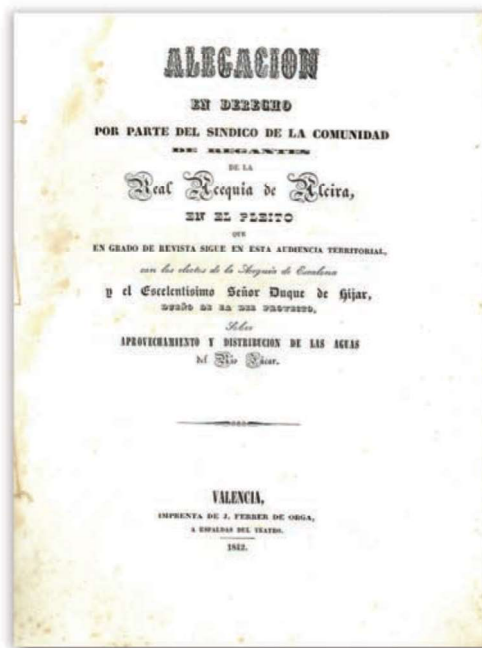 ALEGACION
EN DERECHO
POR PARTE DEL SINDICO DE LA COMUNIDAD
DE REGANTES
DE LA
Real Acequia de Alcira,
EN EL PLEITO
QUE
EN GRADO DE REVISTA SIGUE EN ESTA AUDIENCIA TERRITORIAL,
con los electos de la Acequia de Escalona
y el Escelentisimo Señor Duque de Hijar,
DUEÑO DE LA DEL PROYECTO,
Sobre
APROVECHAMIENTO Y DISTRIBUCION DE LAS AGUAS
del Rio Júcar.
VALENCIA,
IMPRENTA DE J. FERRER DE ORGA,
A ESPALDAS DEL TEATRO.
1842.